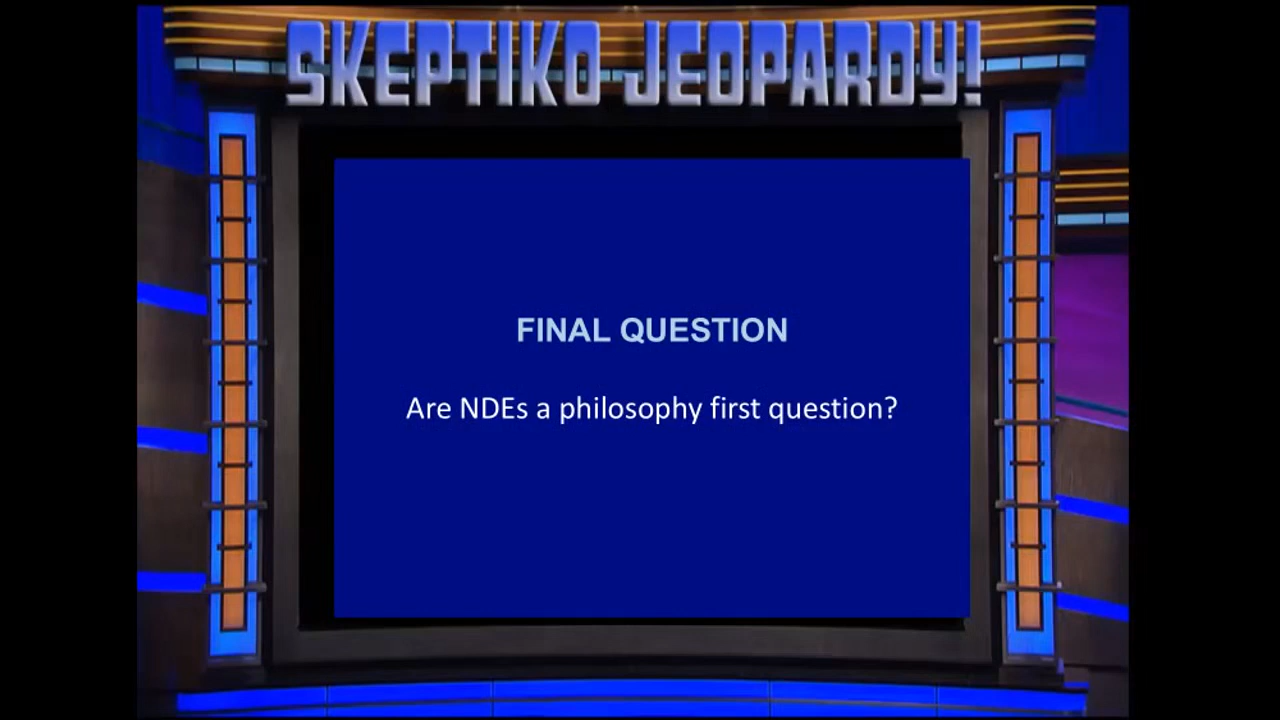 SKEPTIKO JEOPARDY!
FINAL QUESTION
Are NDEs a philosophy first question?